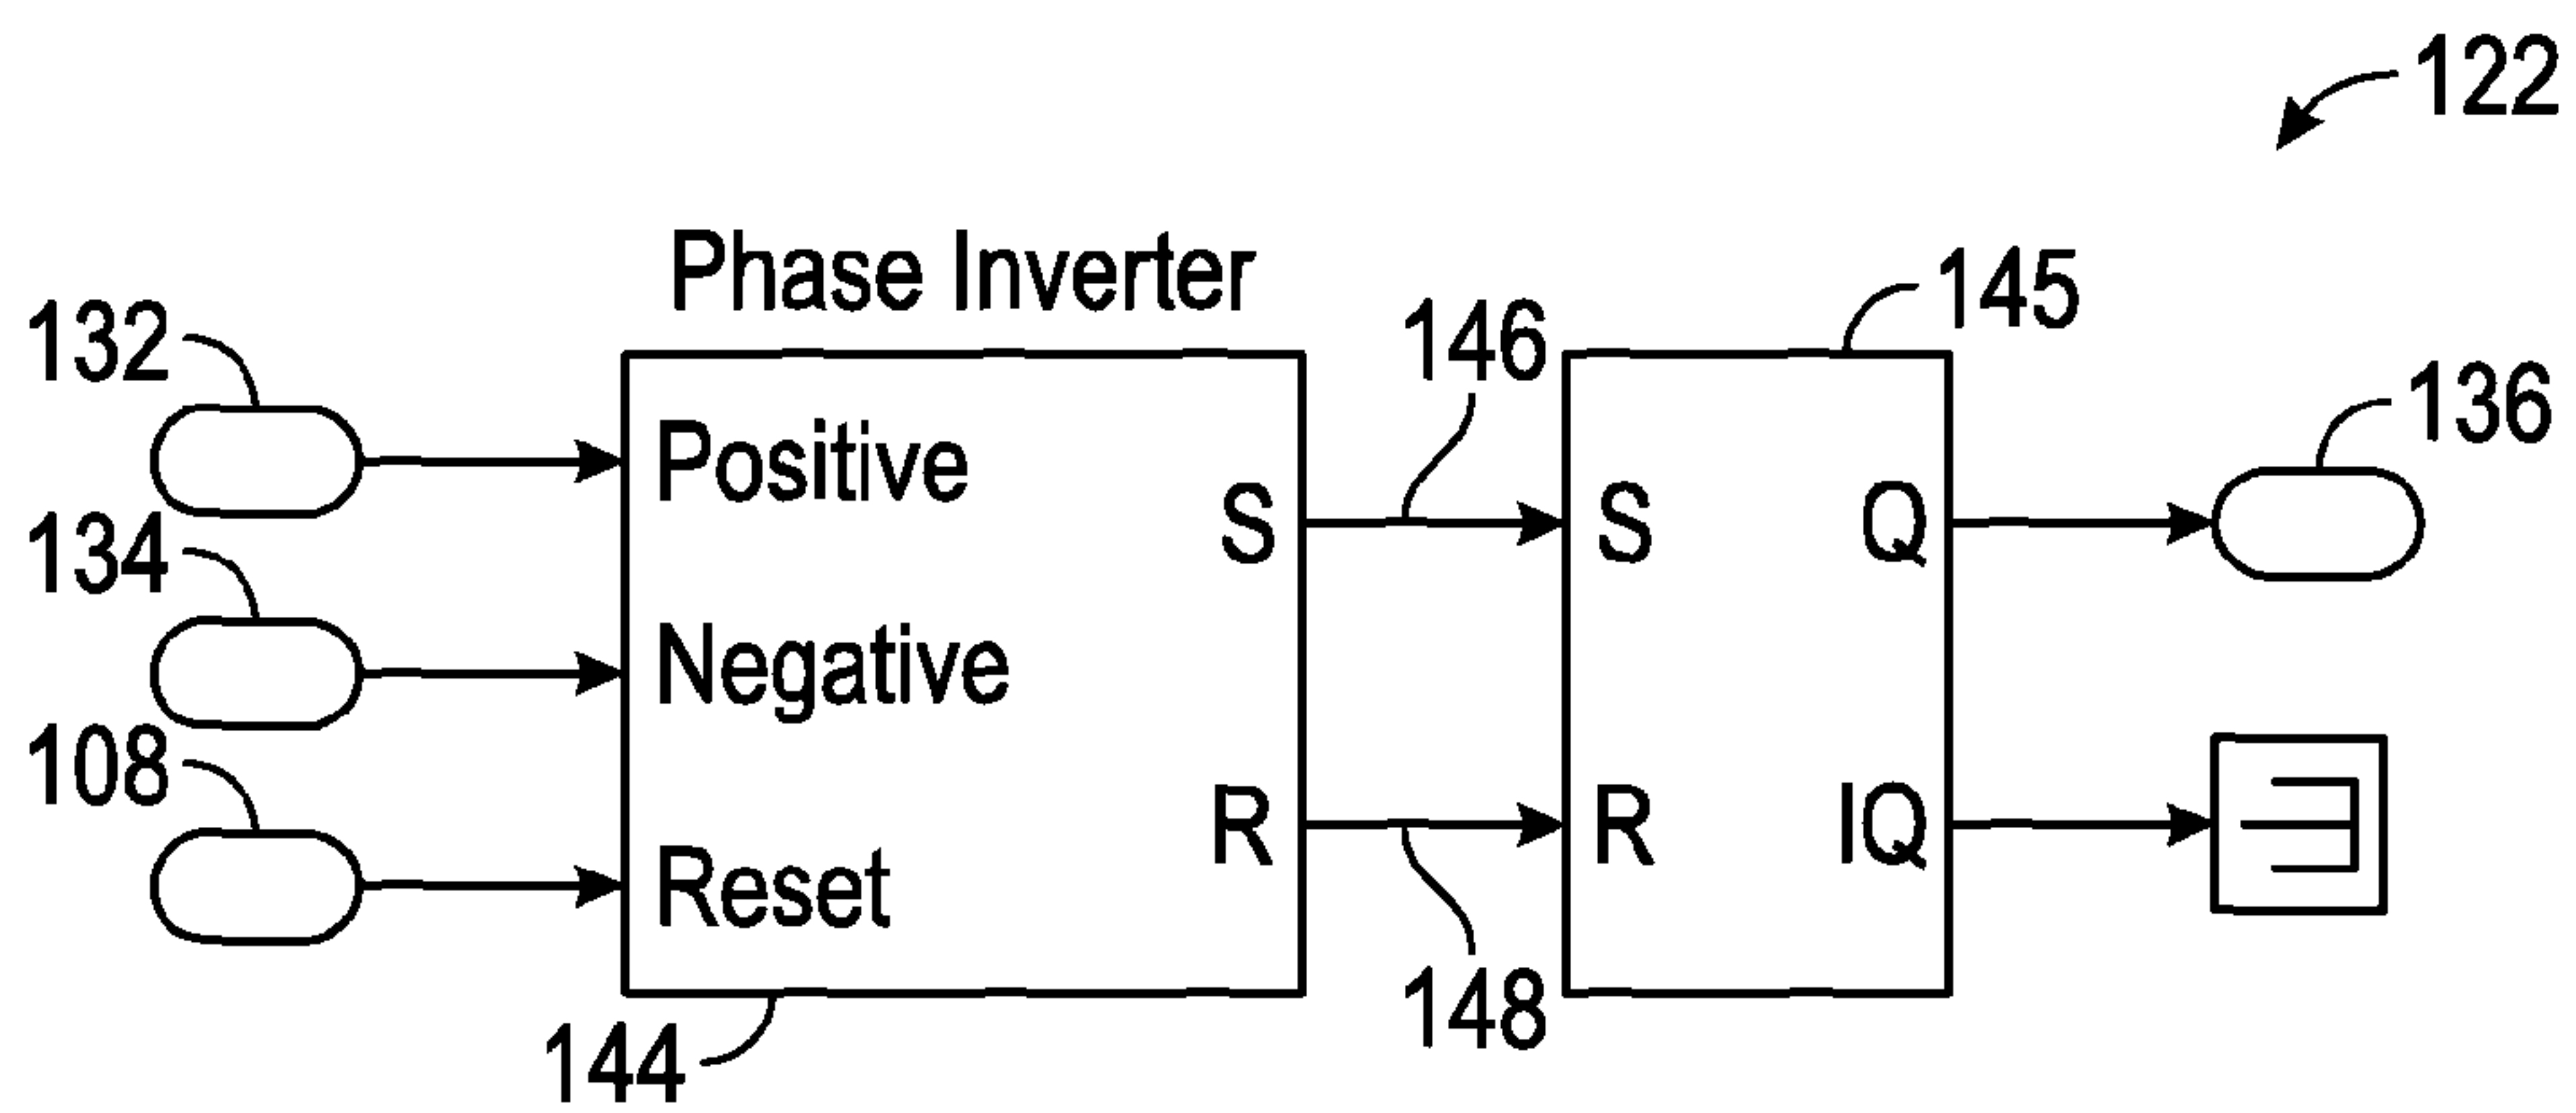 122
Phase Inverter
132
146
145
136
Positive
S
S
Q
134
Negative
108
R
R
IQ
Reset
144
148